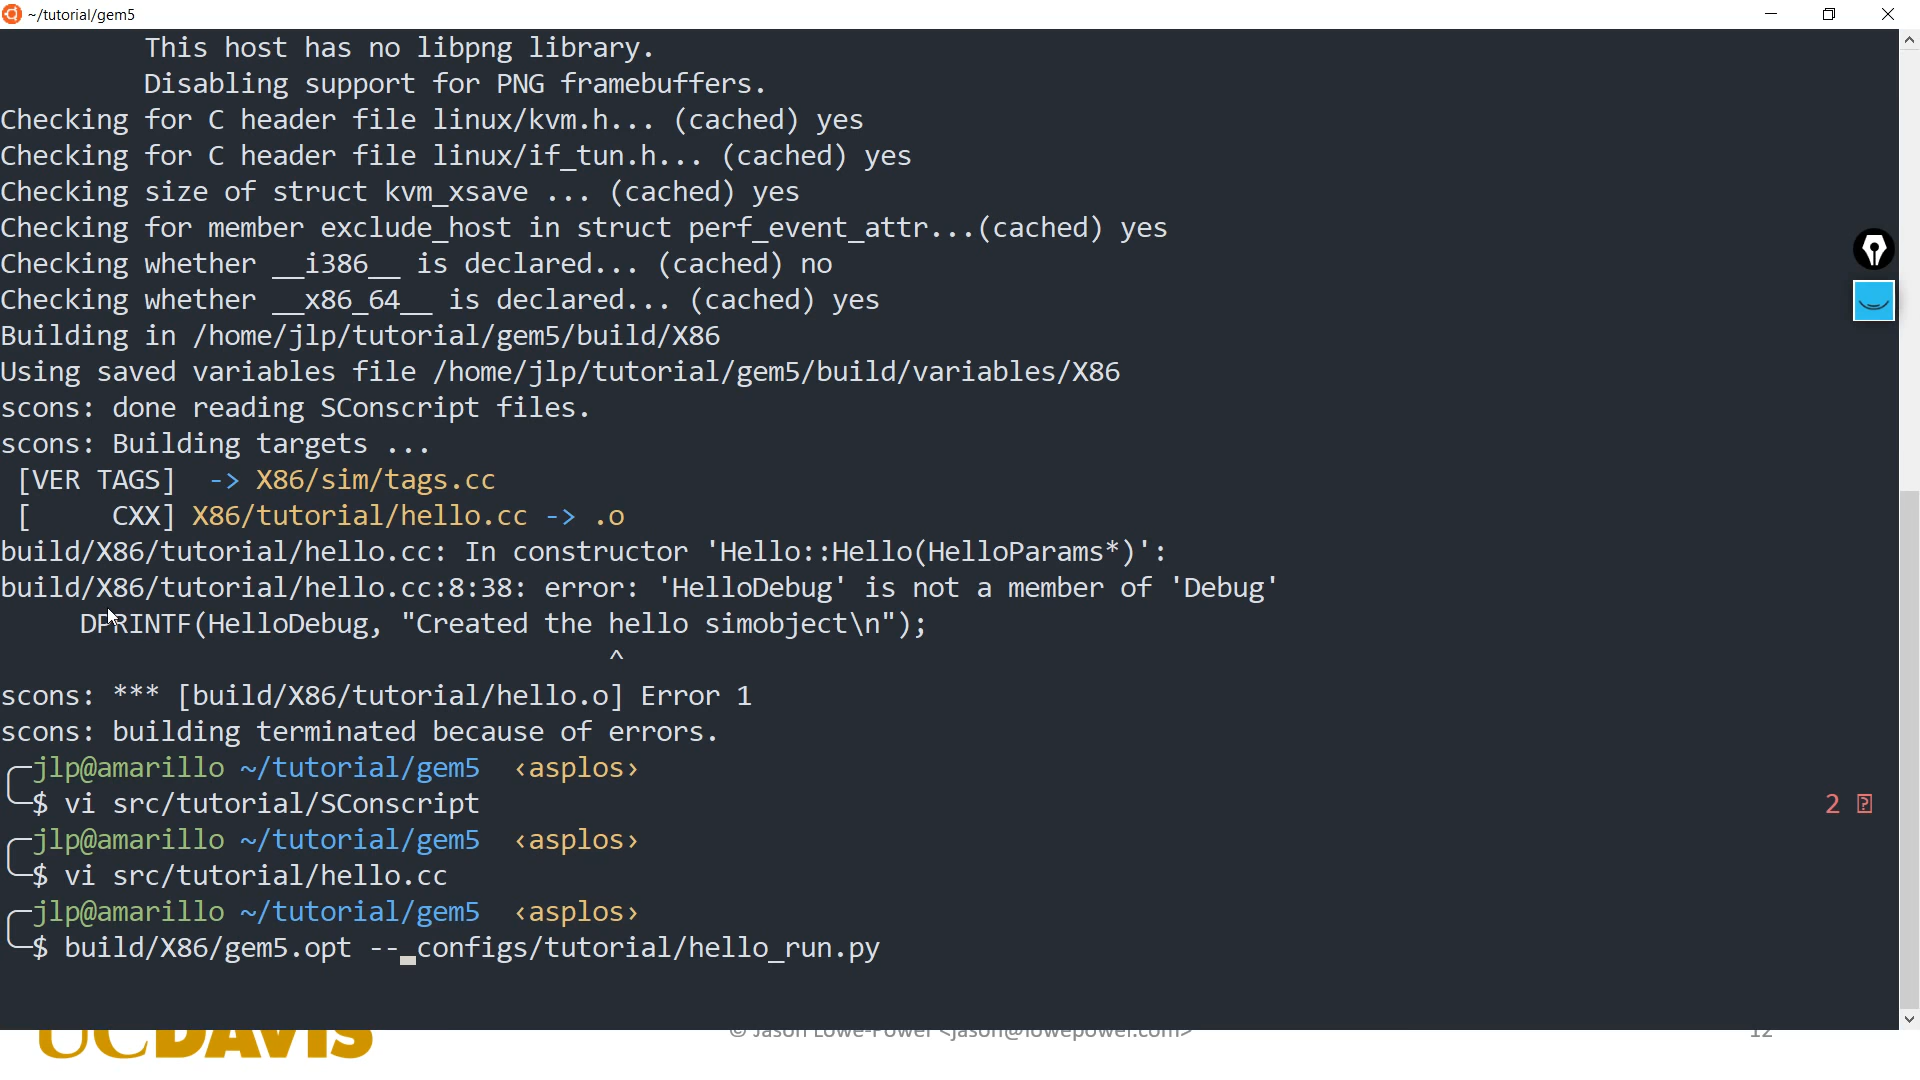 ~/tutorial/gem5
This host has no libpng library.
Disabling support for PNG framebuffers.
Checking for C header file linux/kvm.h... (cached) yes
Checking for C header file linux/if_tun.h... (cached) yes
Checking size of struct kvm_xsave ... (cached) yes
Checking for member exclude_host in struct perf_event_attr...(cached) yes
Checking whether __i386__ is declared... (cached) no
Checking whether __x86_64__ is declared... (cached) yes
Building in /home/jlp/tutorial/gem5/build/X86
Using saved variables file /home/jlp/tutorial/gem5/build/variables/X86
scons: done reading SConscript files.
scons: Building targets ...
[VER TAGS]  -> X86/sim/tags.cc
[     CXX] X86/tutorial/hello.cc -> .o
build/X86/tutorial/hello.cc: In constructor 'Hello::Hello(HelloParams*)':
build/X86/tutorial/hello.cc:8:38: error: 'HelloDebug' is not a member of 'Debug'
DPRINTF(HelloDebug, "Created the hello simobject\n");
^
scons: *** [build/X86/tutorial/hello.o] Error 1
scons: building terminated because of errors.
jlp@amarillo ~/tutorial/gem5  ‹asplos›
$ vi src/tutorial/SConscript 2
jlp@amarillo ~/tutorial/gem5  ‹asplos›
$ vi src/tutorial/hello.cc
jlp@amarillo ~/tutorial/gem5  ‹asplos›
$ build/X86/gem5.opt --_configs/tutorial/hello_run.py
UCDAVIS
© Jason Lowe-Power <jason@lowepower.com>
12